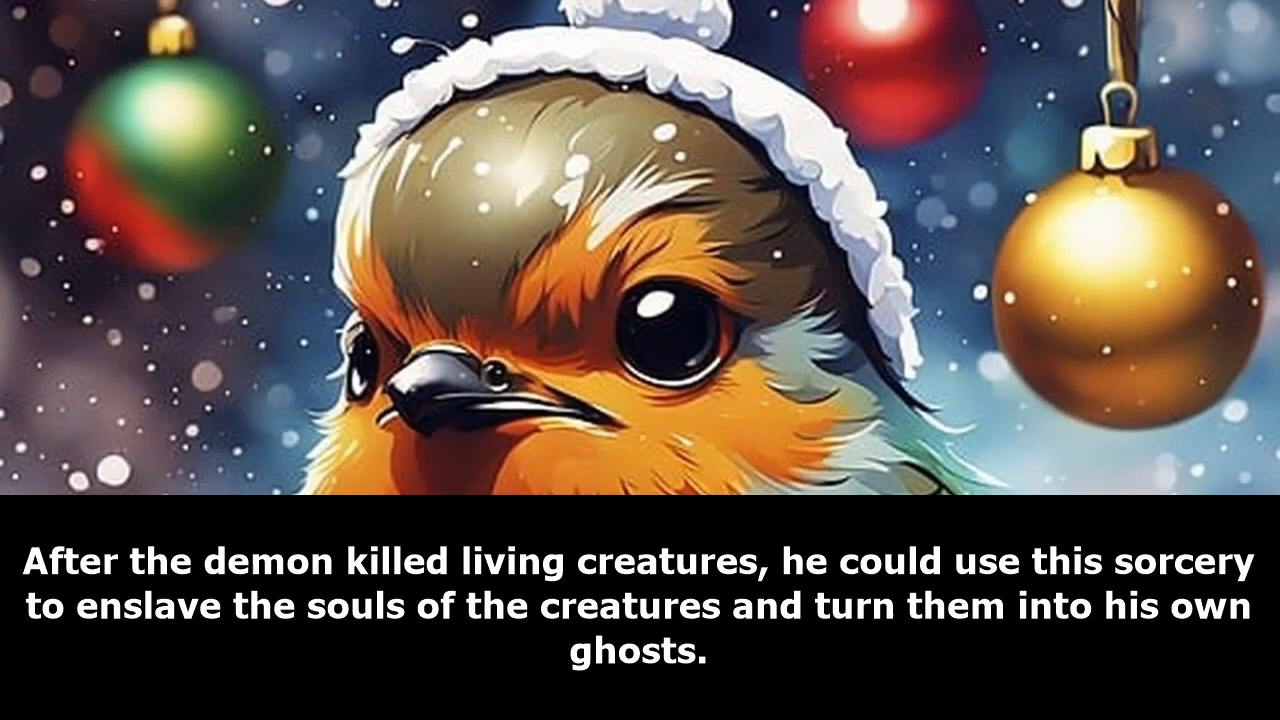 After the demon killed living creatures, he could use this sorcery
to enslave the souls of the creatures and turn them into his own
ghosts.